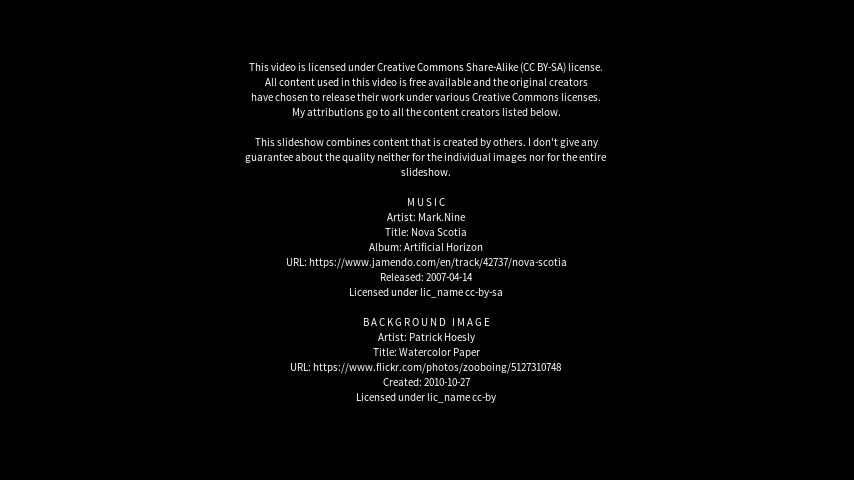 This video is licensed under Creative Commons Share-Alike (CC BY-SA) license.
All content used in this video is free available and the original creators
have chosen to release their work under various Creative Commons licenses.
My attributions go to all the content creators listed below.
This slideshow combines content that is created by others. I don't give any
guarantee about the quality neither for the individual images nor for the entire
slideshow.
MUSIC
Artist: Mark.Nine
Title: Nova Scotia
Album: Artificial Horizon
URL: https://www.jamendo.com/en/track/42737/nova-scotia
Released: 2007-04-14
Licensed under lic_name cc-by-sa
BACKGROUND IMAGE
Artist: Patrick Hoesly
Title: Watercolor Paper
URL: https://www.flickr.com/photos/zooboing/5127310748
Created: 2010-10-27
Licensed under lic_name cc-by